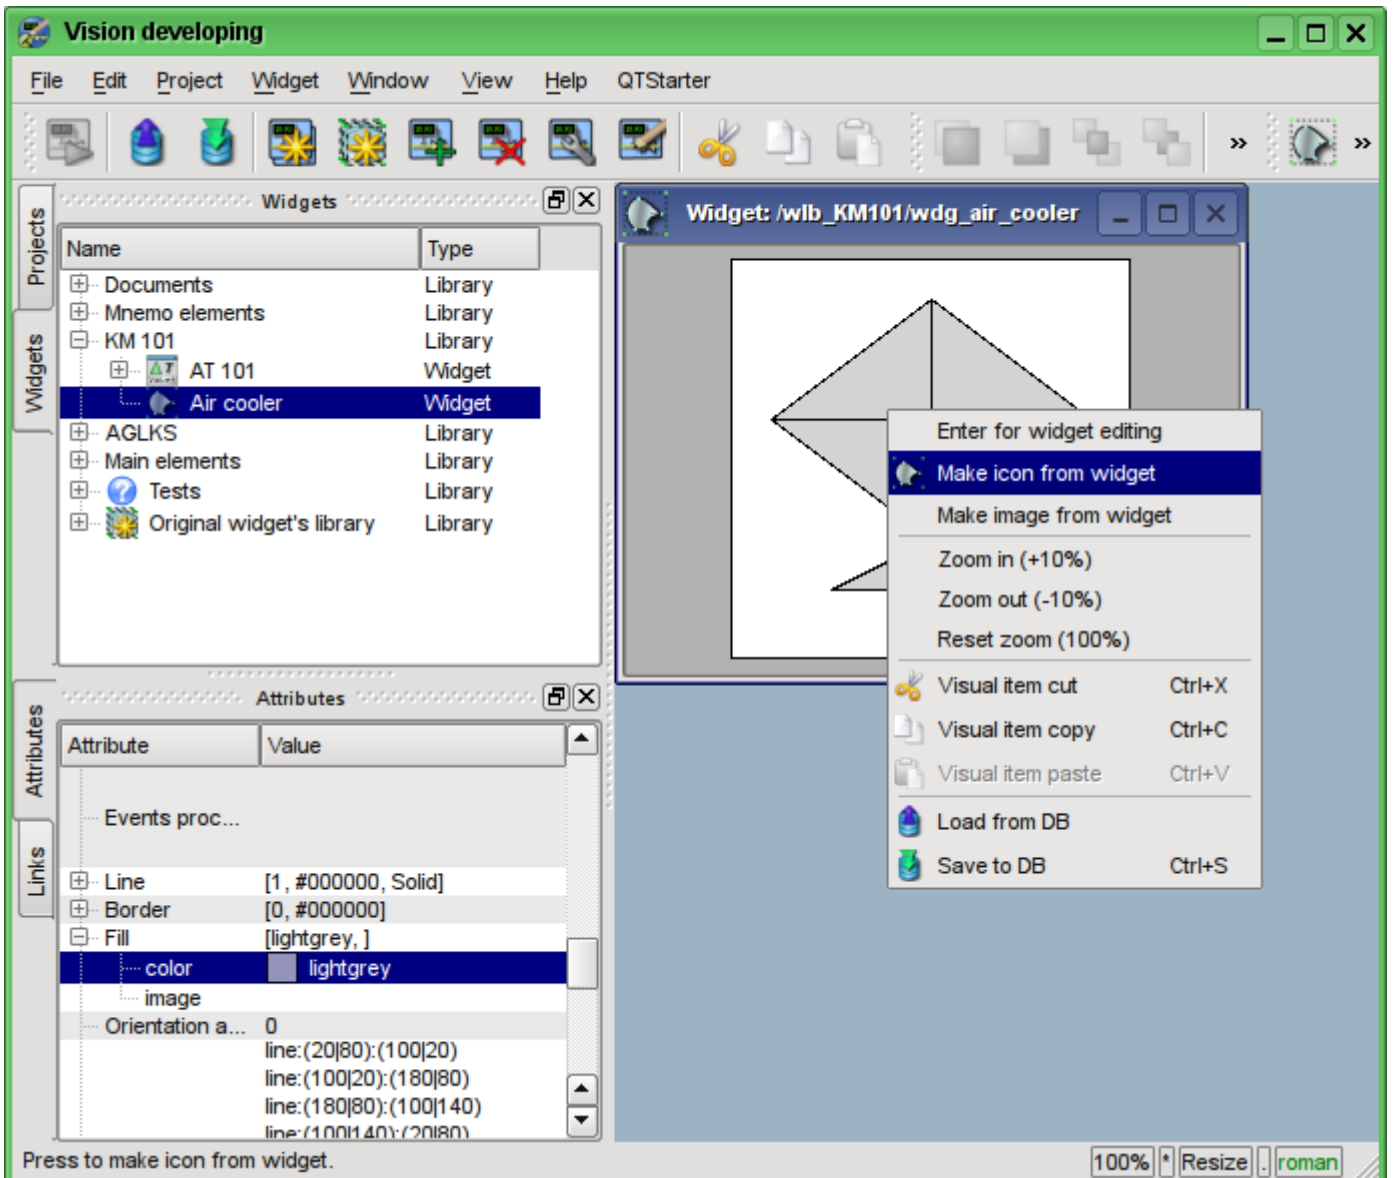 Vision developing
File Edit Project Widget Window View Help QTStarter
» »
Projects
Widgets
Widgets
Name Type
Documents Library
Mnemo elements Library
KM 101 Library
AT 101 Widget
Air cooler Widget
AGLKS Library
Main elements Library
Tests Library
Original widget's library Library
Widget: /wlb_KM101/wdg_air_cooler
Enter for widget editing
Make icon from widget
Make image from widget
Zoom in (+10%)
Zoom out (-10%)
Reset zoom (100%)
Visual item cut Ctrl+X
Visual item copy Ctrl+C
Visual item paste Ctrl+V
Load from DB
Save to DB Ctrl+S
Attributes
Links
Attributes
Attribute Value
Events proc...
Line [1, #000000, Solid]
Border [0, #000000]
Fill [lightgrey, ]
color lightgrey
image
Orientation a... 0
line:(20|80):(100|20)
line:(100|20):(180|80)
line:(180|80):(100|140)
line:(100|140):(20|80)
Press to make icon from widget.
100% * Resize . roman